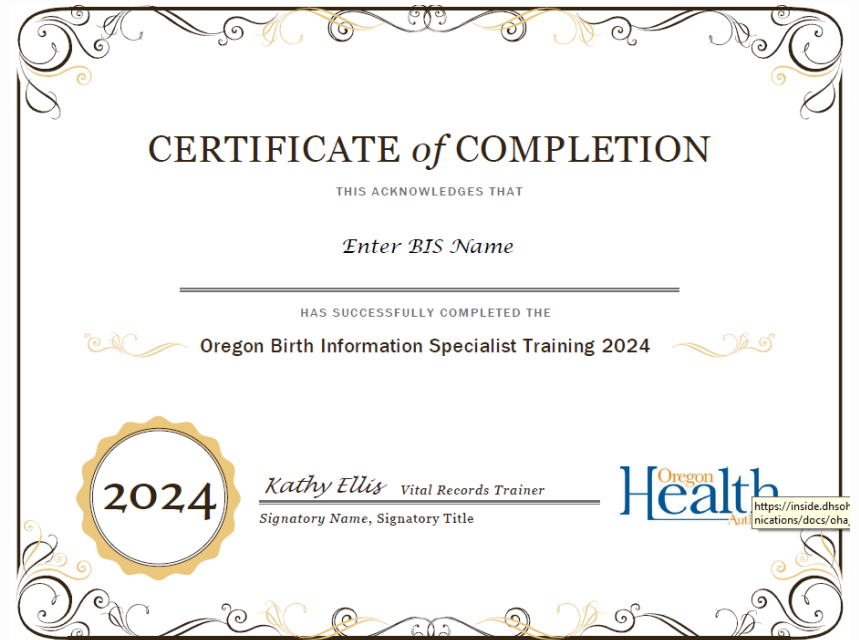 CERTIFICATE of COMPLETION
THIS ACKNOWLEDGES THAT
Enter BIS Name
HAS SUCCESSFULLY COMPLETED THE
Oregon Birth Information Specialist Training 2024
2024
Kathy Ellis Vital Records Trainer
Signatory Name, Signatory Title
Oregon
Health
https://inside.dhsoh
nications/docs/oha